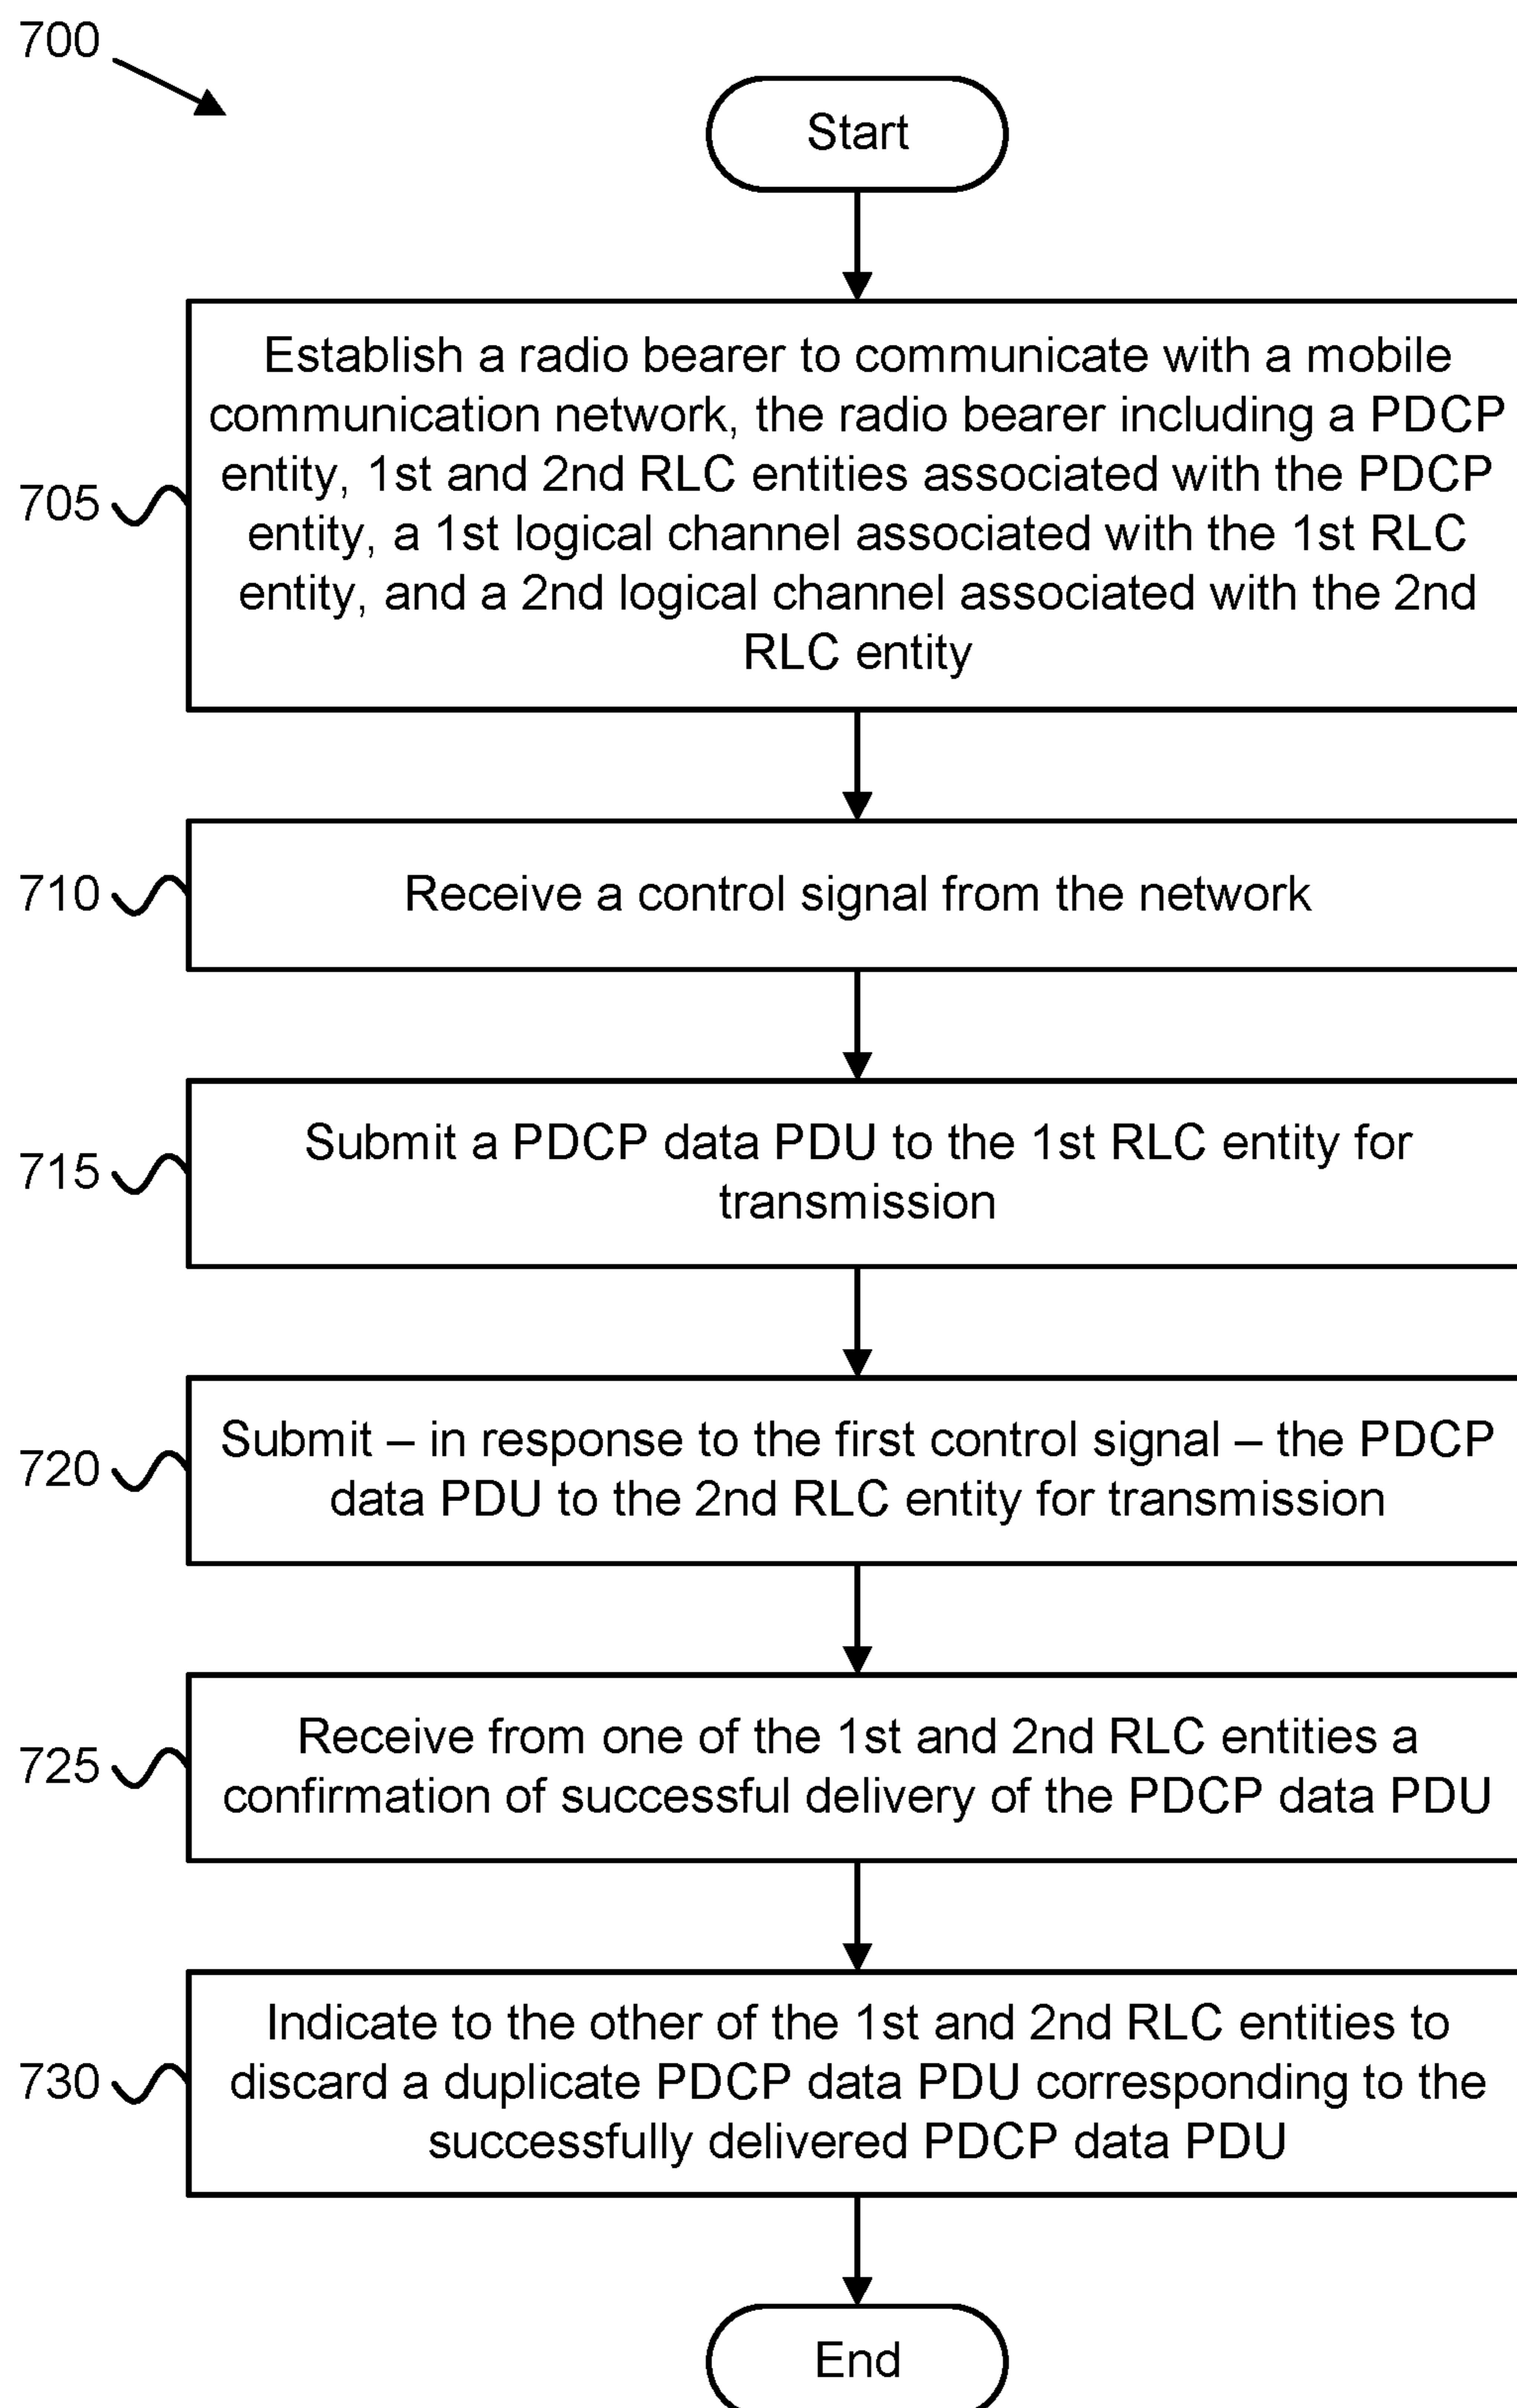 700
Start
705
Establish a radio bearer to communicate with a mobile
communication network, the radio bearer including a PDCP
entity, 1st and 2nd RLC entities associated with the PDCP
entity, a 1st logical channel associated with the 1st RLC
entity, and a 2nd logical channel associated with the 2nd
RLC entity
710
Receive a control signal from the network
715
Submit a PDCP data PDU to the 1st RLC entity for
transmission
720
Submit – in response to the first control signal – the PDCP
data PDU to the 2nd RLC entity for transmission
725
Receive from one of the 1st and 2nd RLC entities a
confirmation of successful delivery of the PDCP data PDU
730
Indicate to the other of the 1st and 2nd RLC entities to
discard a duplicate PDCP data PDU corresponding to the
successfully delivered PDCP data PDU
End